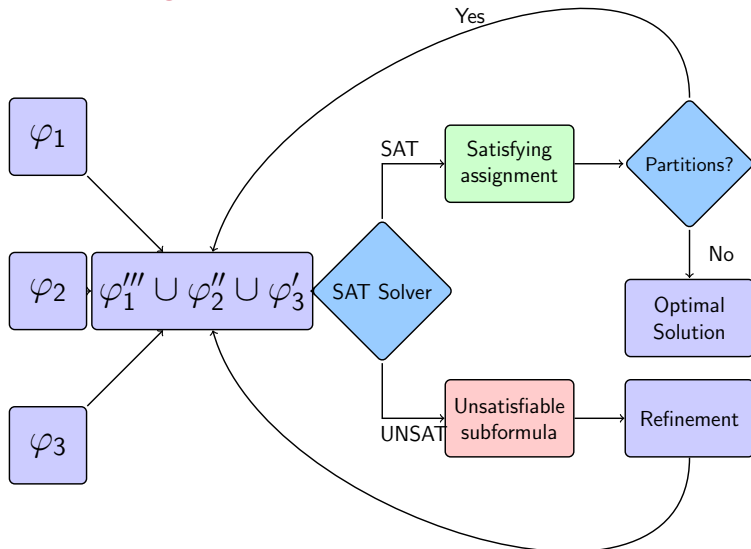 Yes
φ₁
SAT
Satisfying
assignment
Partitions?
φ₂
φ₁′′′ ∪ φ₂′′ ∪ φ₃′
SAT Solver
No
Optimal
Solution
φ₃
UNSAT
Unsatisfiable
subformula
Refinement